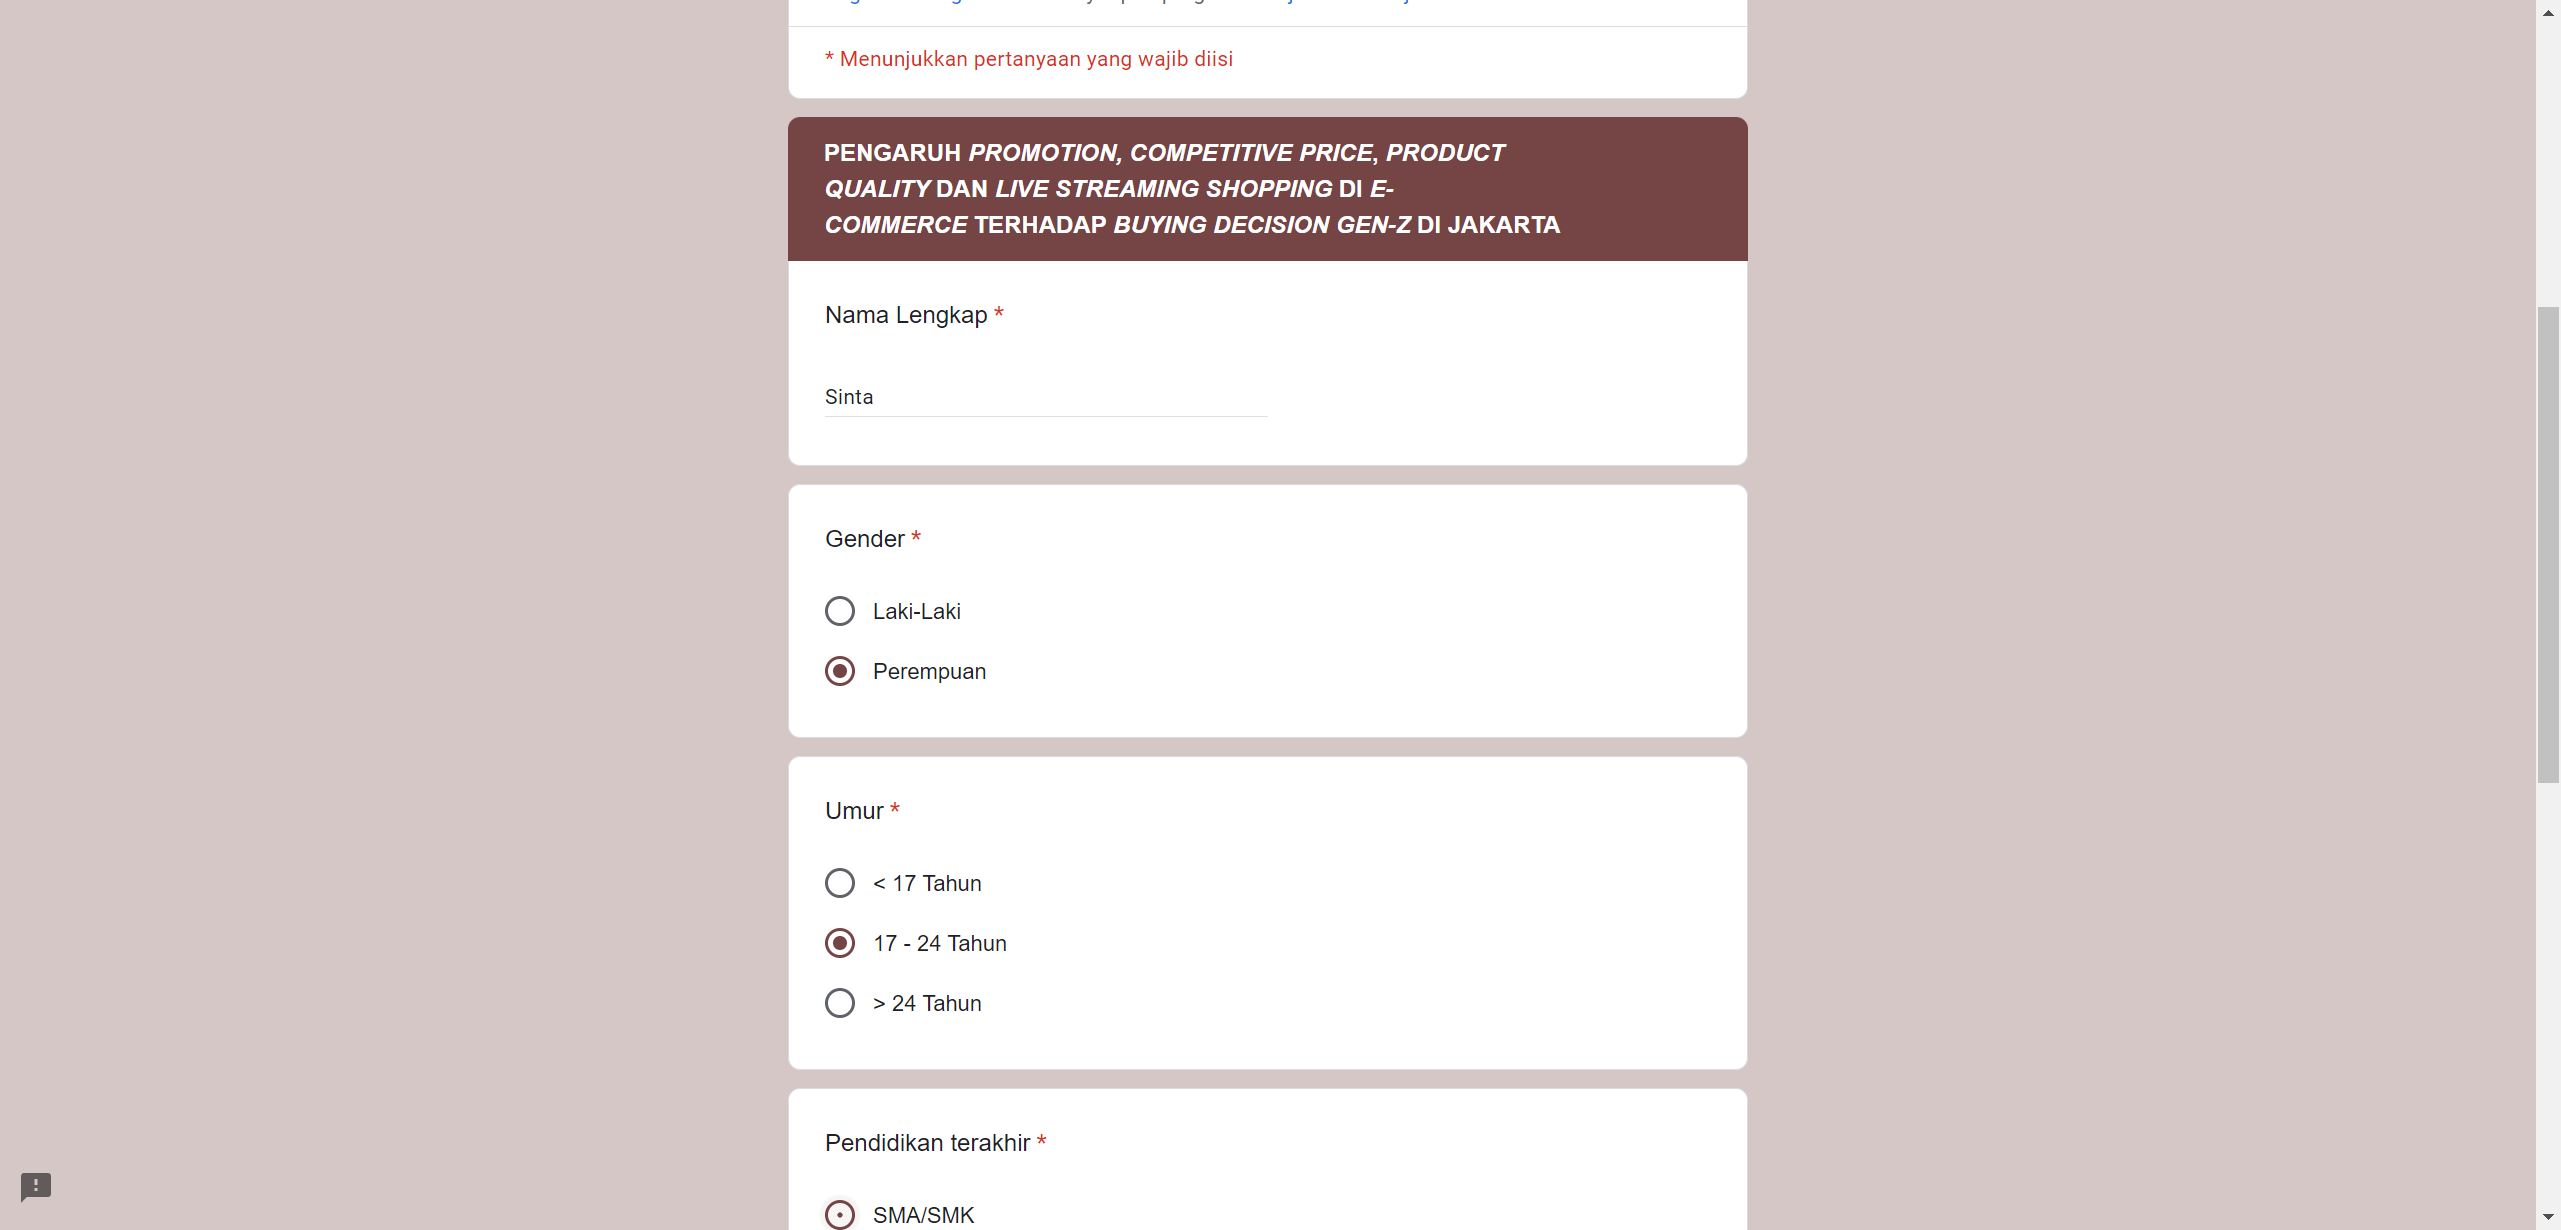 * Menunjukkan pertanyaan yang wajib diisi
PENGARUH PROMOTION, COMPETITIVE PRICE, PRODUCT
QUALITY DAN LIVE STREAMING SHOPPING DI E-
COMMERCE TERHADAP BUYING DECISION GEN-Z DI JAKARTA
Nama Lengkap *
Sinta
Gender *
Laki-Laki
Perempuan
Umur *
< 17 Tahun
17 - 24 Tahun
> 24 Tahun
Pendidikan terakhir *
SMA/SMK